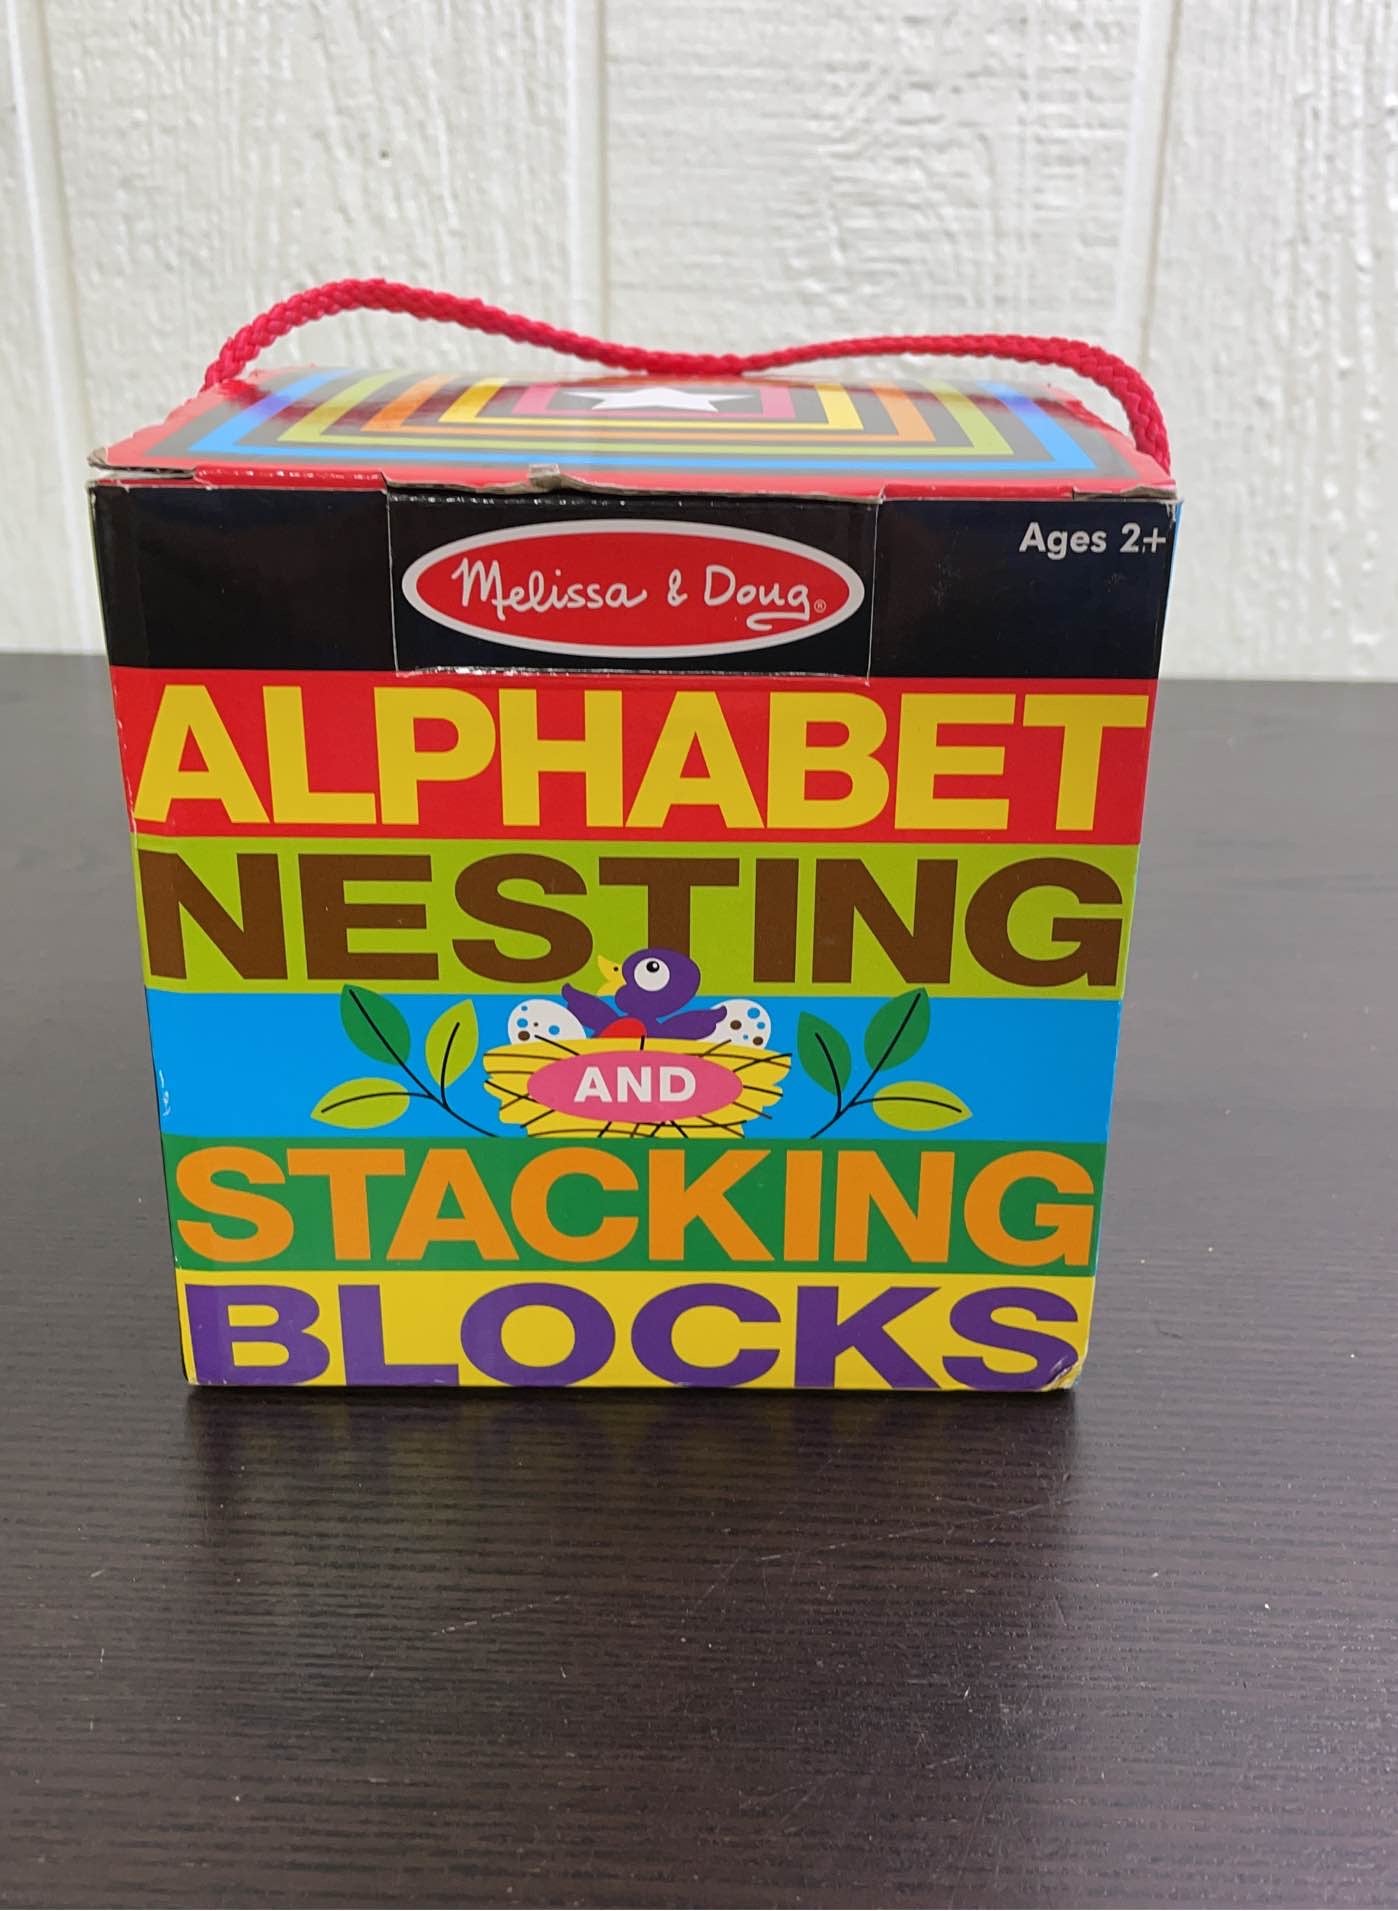 Ages 2+
Melissa & Doug®
ALPHABET
NESTING
AND
STACKING
BLOCKS